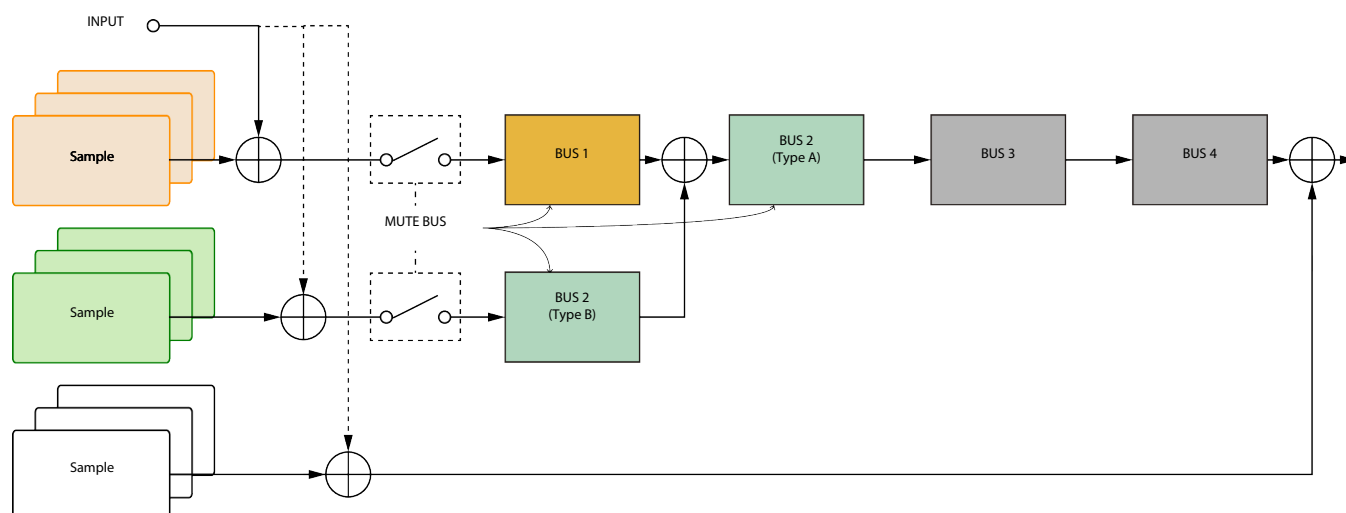 INPUT
Sample
BUS 1
BUS 2
(Type A)
BUS 3
BUS 4
MUTE BUS
Sample
BUS 2
(Type B)
Sample